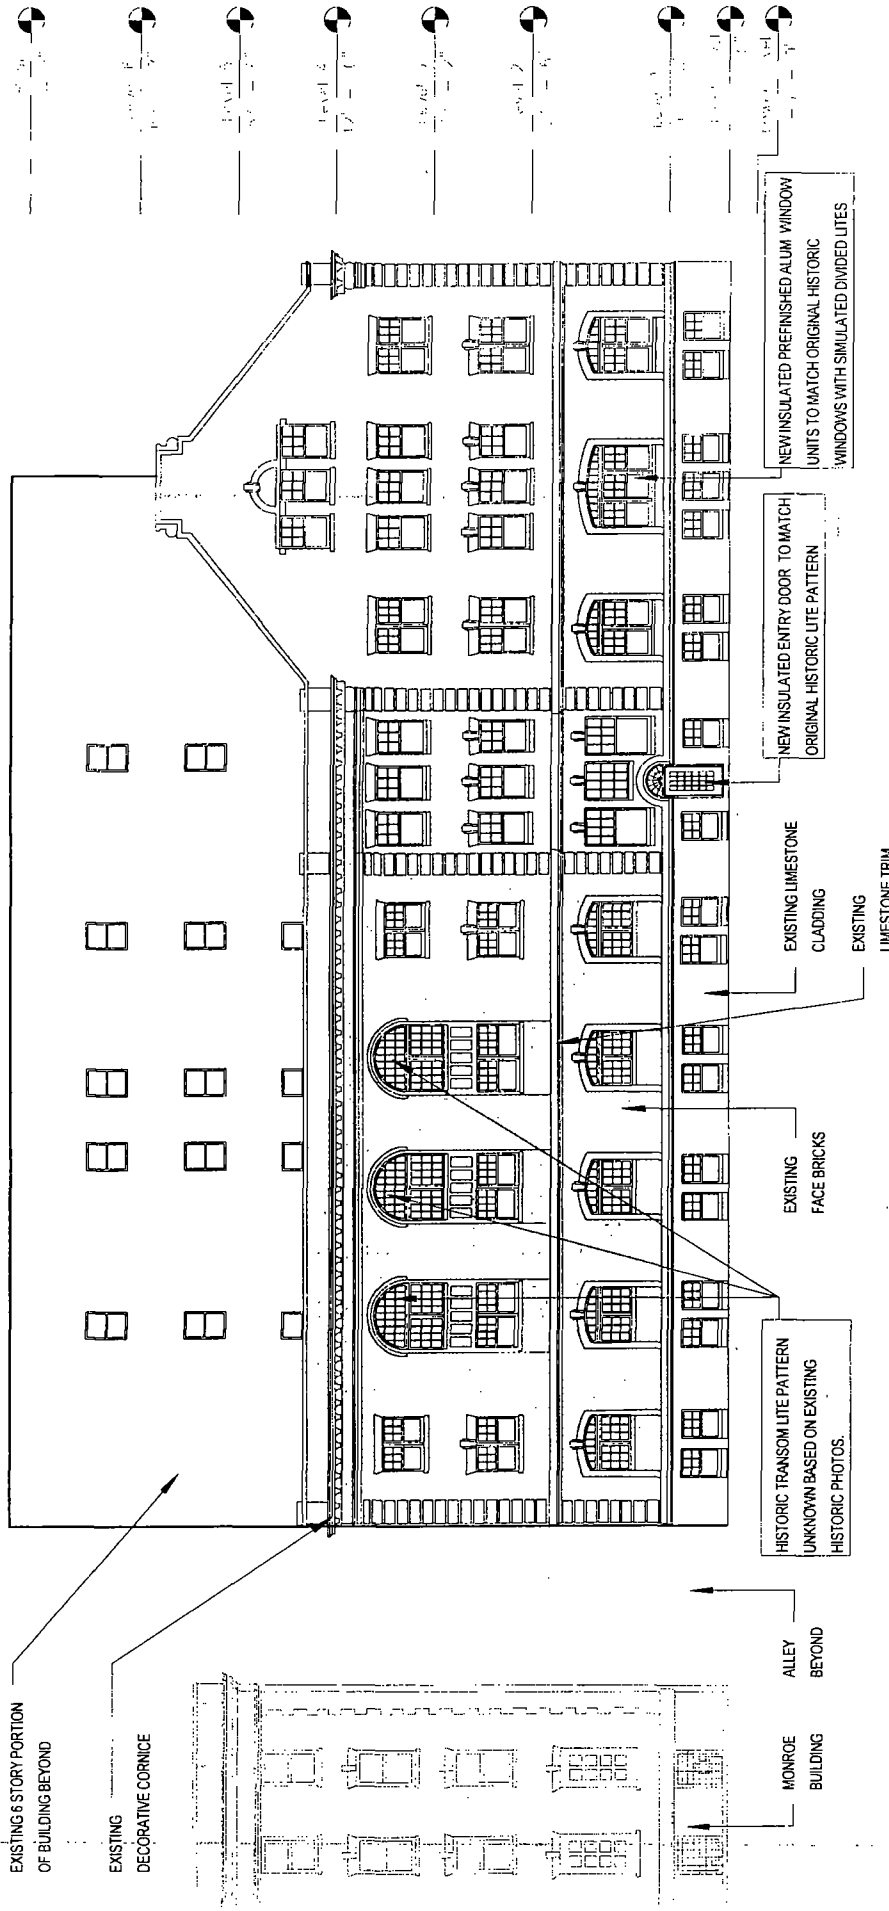 EXISTING 6 STORY PORTION
OF BUILDING BEYOND
EXISTING
DECORATIVE CORNICE
MONROE
BUILDING
ALLEY
BEYOND
HISTORIC TRANSOM LITE PATTERN
UNKNOWN BASED ON EXISTING
HISTORIC PHOTOS.
EXISTING
FACE BRICKS
EXISTING LIMESTONE
CLADDING
EXISTING
LIMESTONE TRIM
NEW INSULATED ENTRY DOOR TO MATCH
ORIGINAL HISTORIC LITE PATTERN
NEW INSULATED PREFINISHED ALUM WINDOW
UNITS TO MATCH ORIGINAL HISTORIC
WINDOWS WITH SIMULATED DIVIDED LITES